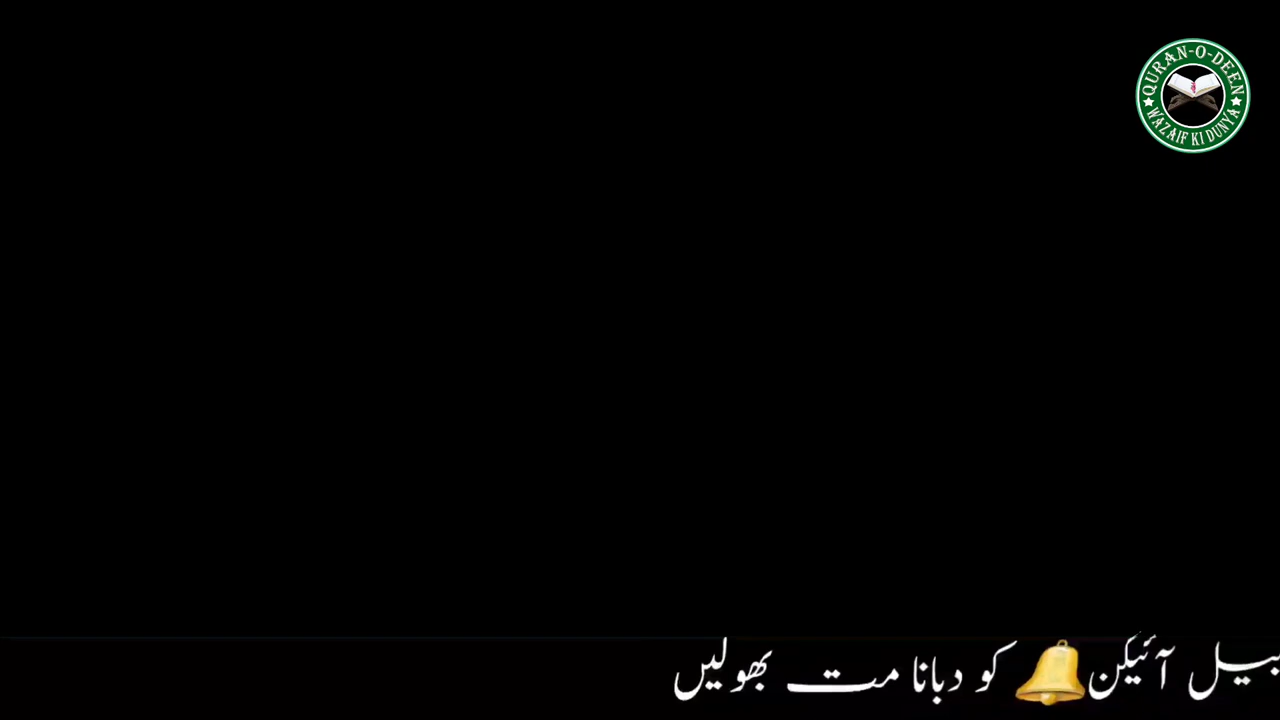 QURAN-O-DEEN
WAZAIF KI DUNYA
بیل آئیکن🔔 کو دبانا مت بھولیں